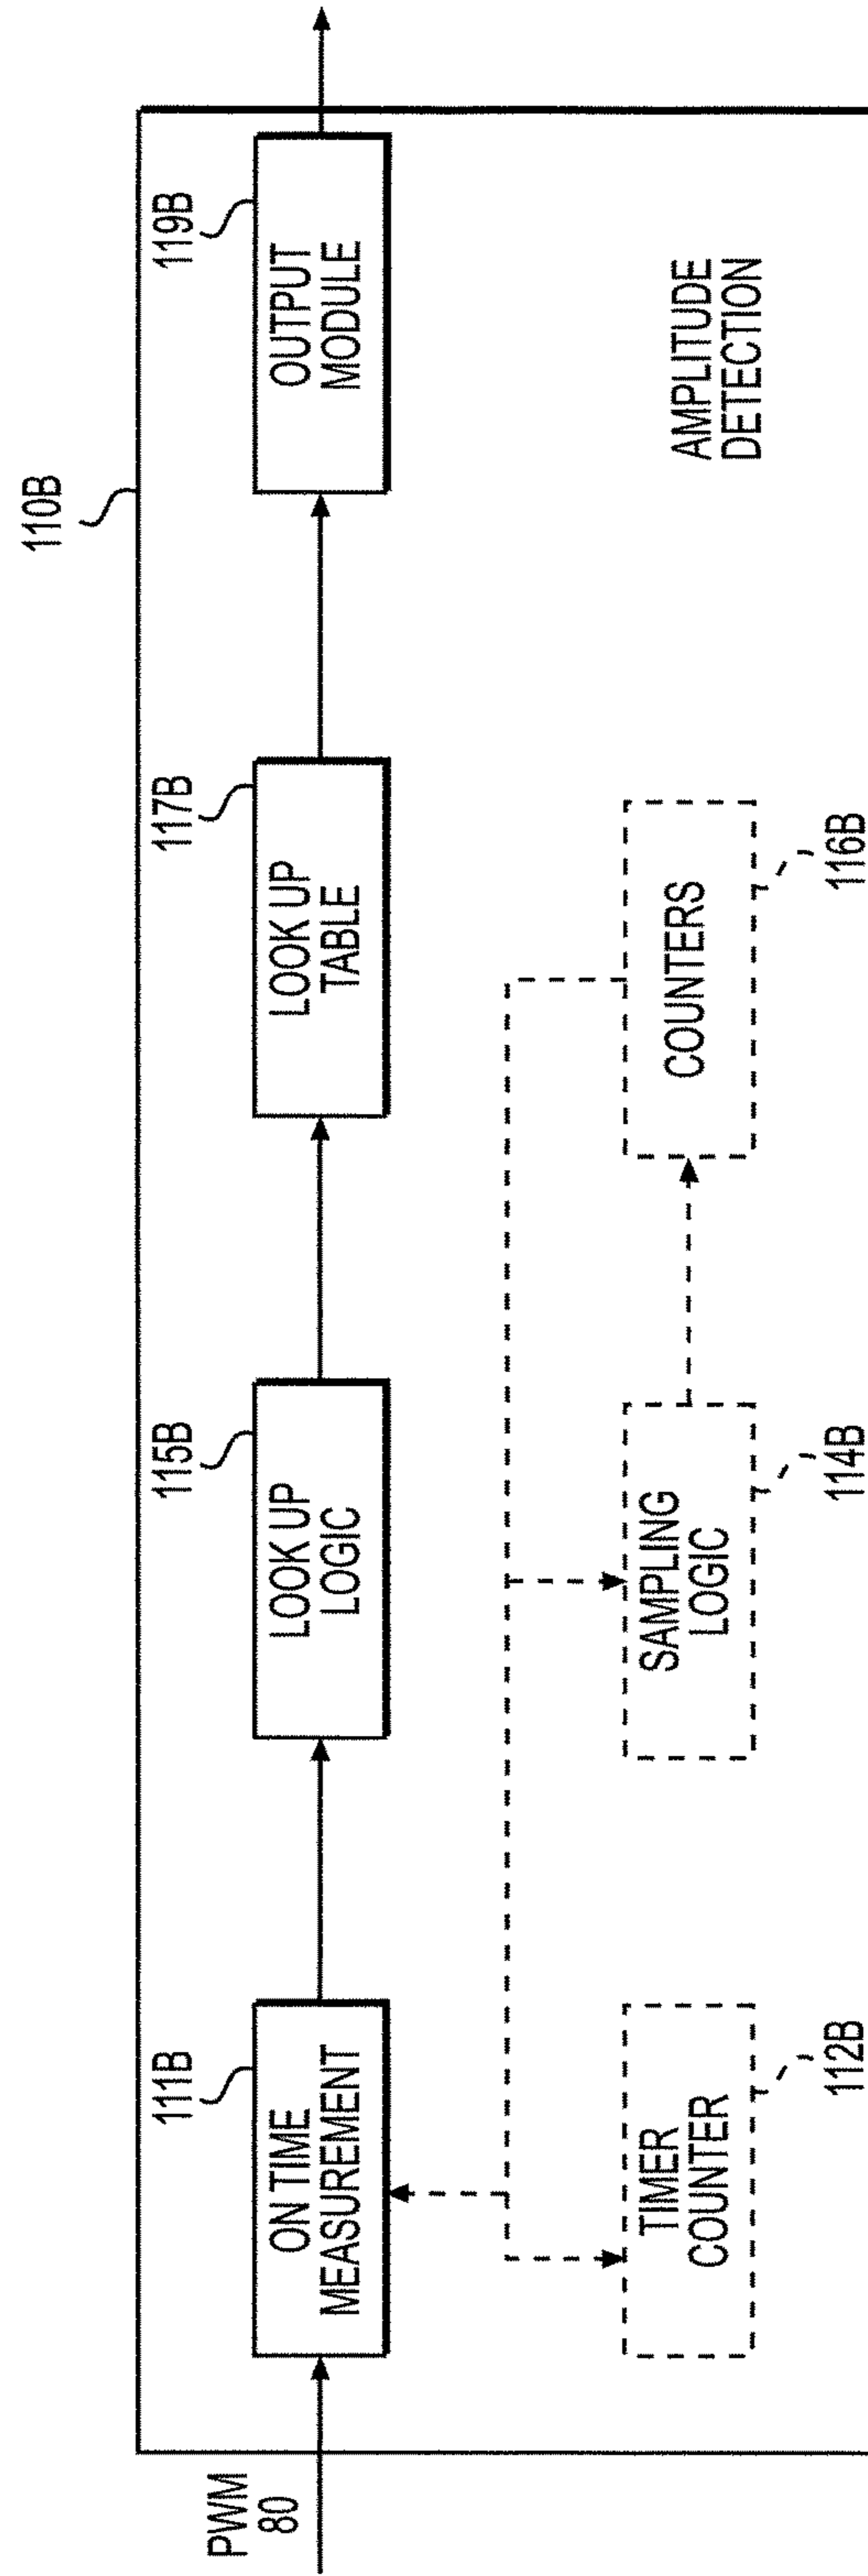 110B
PWM
80
111B
ON TIME
MEASUREMENT
115B
LOOK UP
LOGIC
117B
LOOK UP
TABLE
119B
OUTPUT
MODULE
TIMER
COUNTER
112B
SAMPLING
LOGIC
114B
COUNTERS
116B
AMPLITUDE
DETECTION